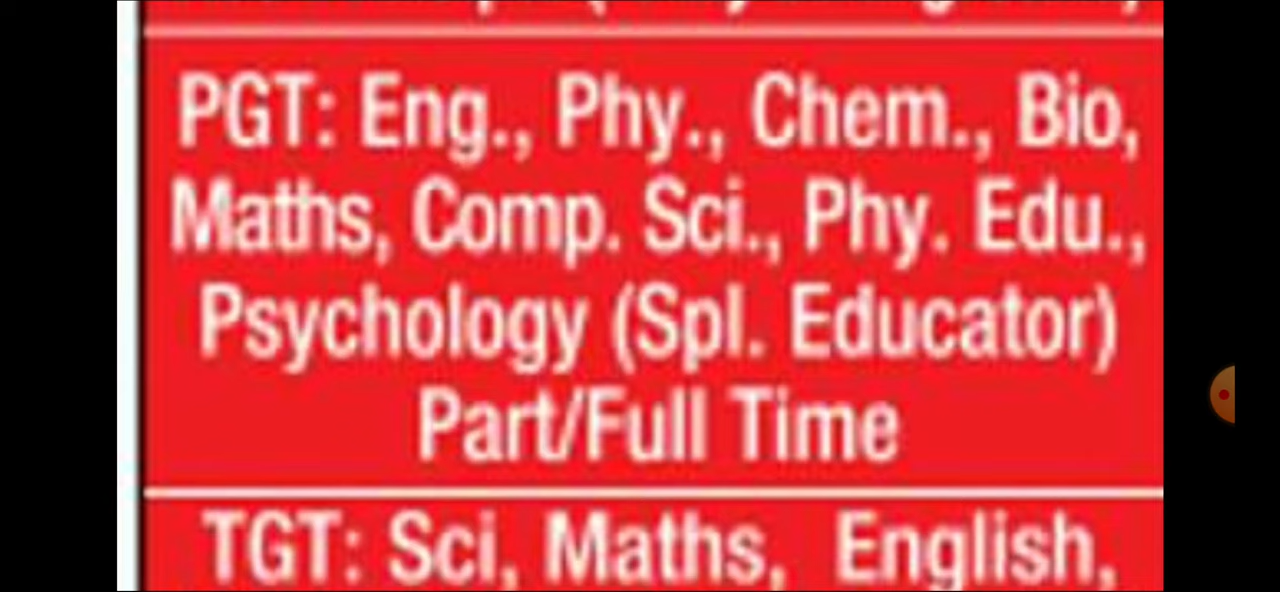 PGT: Eng., Phy., Chem., Bio,
Maths, Comp. Sci., Phy. Edu.,
Psychology (Spl. Educator)
Part/Full Time
TGT: Sci, Maths, English,